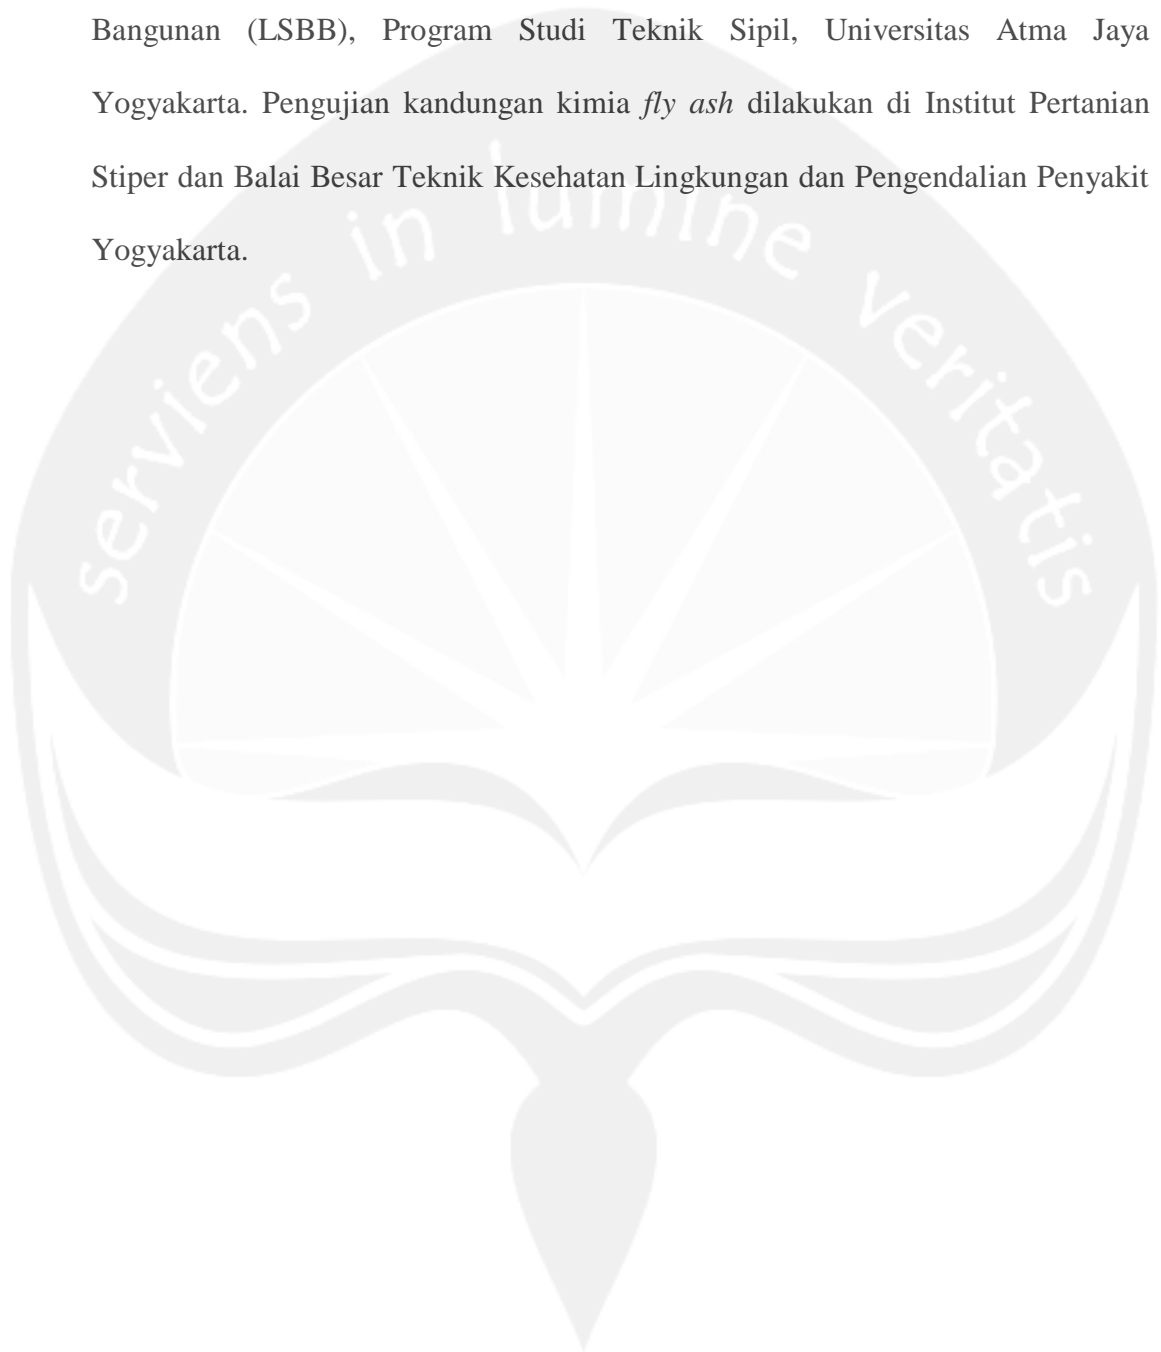 Bangunan (LSBB), Program Studi Teknik Sipil, Universitas Atma Jaya
Yogyakarta. Pengujian kandungan kimia fly ash dilakukan di Institut Pertanian
Stiper dan Balai Besar Teknik Kesehatan Lingkungan dan Pengendalian Penyakit
Yogyakarta.
serviens in lumine veritatis